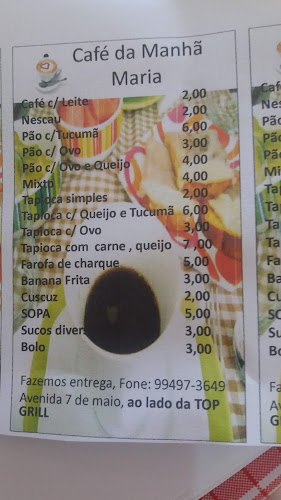 Café da Manhã
Maria
Café c/ Leite 2,00
Nescau 2,00
Pão c/Tucumã 6,00
Pão c/ Ovo 3,00
Pão c/ Ovo e Queijo 4,00
Mixto 4,00
Tapioca simples 2,00
Tapioca c/ Queijo e Tucumã 6,00
Tapioca c/ Ovo 3,00
Tapioca com carne , queijo 7 ,00
Farofa de charque 5,00
Banana Frita 3,00
Cuscuz 2,00
SOPA 5,00
Sucos diver. 3,00
Bolo 3,00
Fazemos entrega, Fone: 99497-3649
Avenida 7 de maio, ao lado da TOP
GRILL